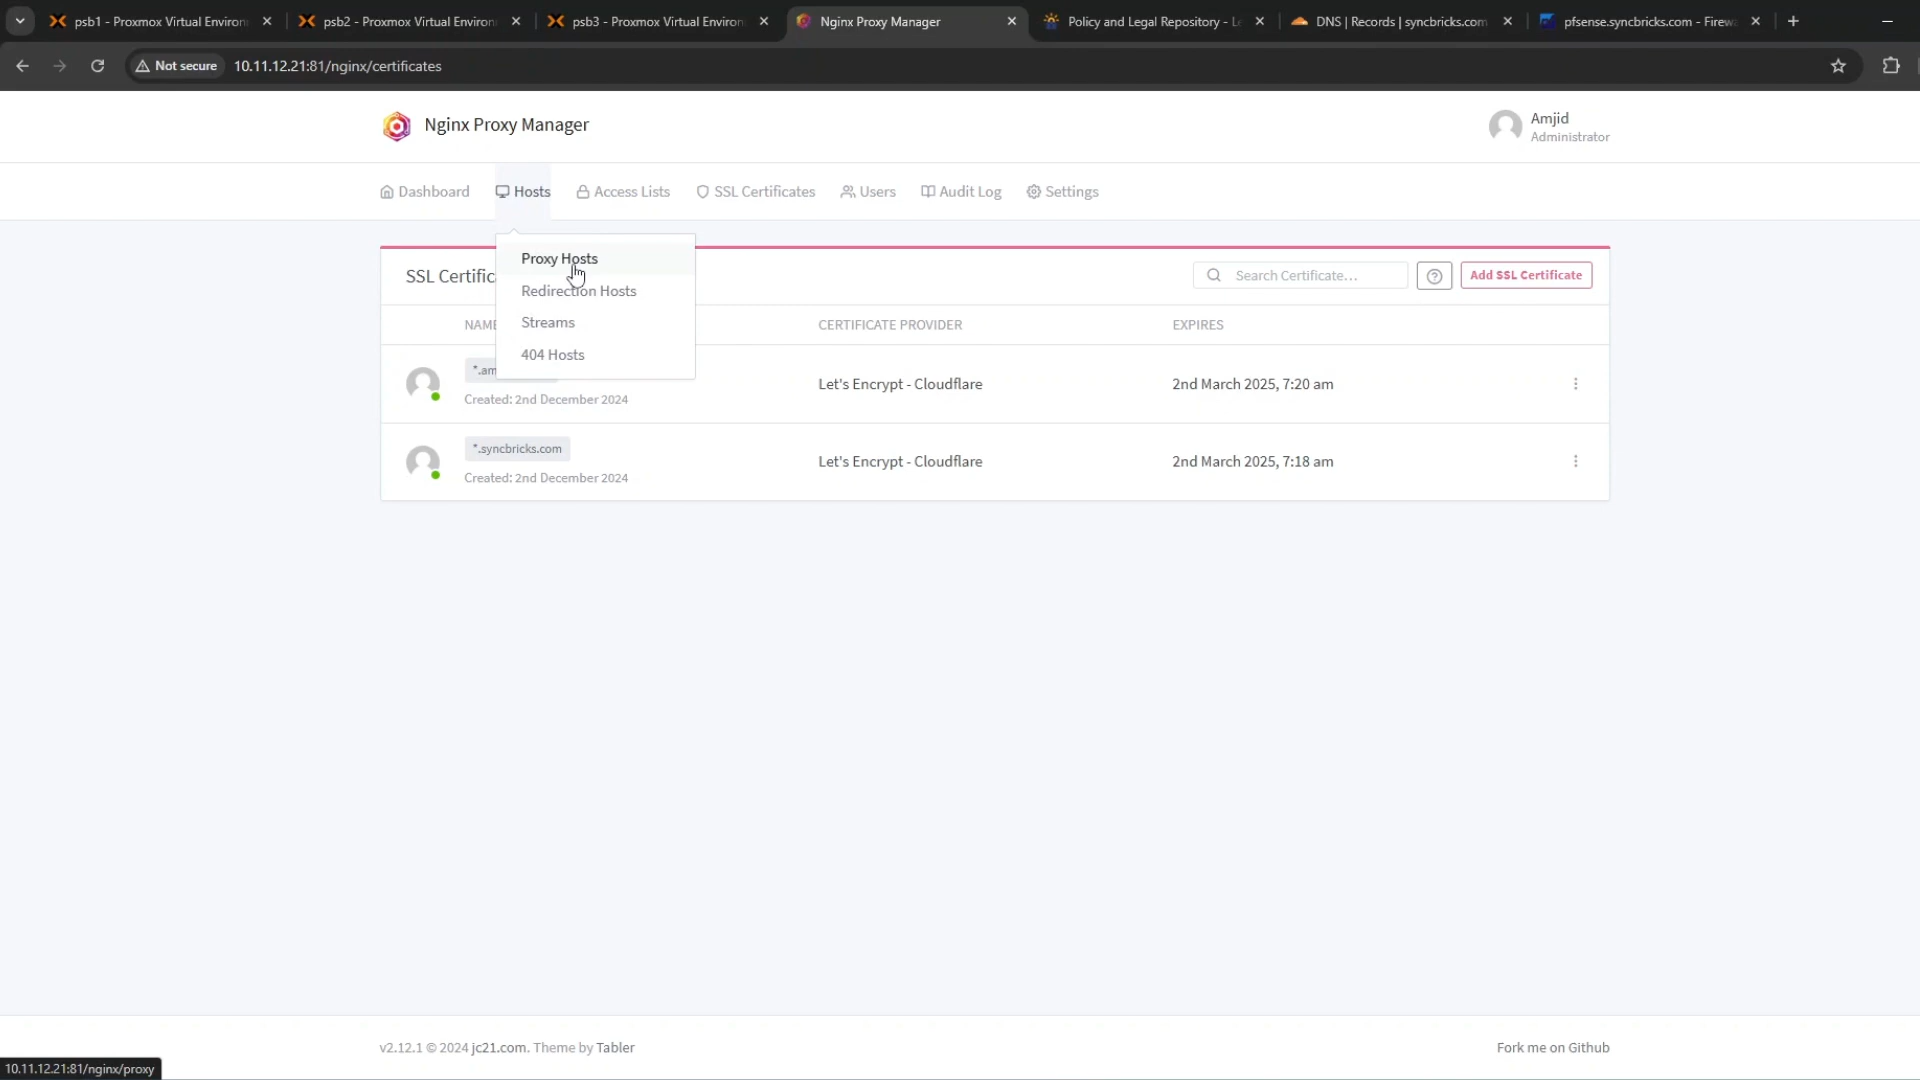 psb1 - Proxmox Virtual Environ
psb2 - Proxmox Virtual Environ
psb3 - Proxmox Virtual Environ
Nginx Proxy Manager
Policy and Legal Repository - Le
DNS | Records | syncbricks.com
pfsense.syncbricks.com - Firew
Not secure
10.11.12.21:81/nginx/certificates
Nginx Proxy Manager
Amjid
Administrator
Dashboard
Hosts
Access Lists
SSL Certificates
Users
Audit Log
Settings
Proxy Hosts
Redirection Hosts
Streams
404 Hosts
SSL Certific
Search Certificate...
Add SSL Certificate
NAME
CERTIFICATE PROVIDER
EXPIRES
*.am
Created: 2nd December 2024
Let's Encrypt - Cloudflare
2nd March 2025, 7:20 am
*.syncbricks.com
Created: 2nd December 2024
Let's Encrypt - Cloudflare
2nd March 2025, 7:18 am
v2.12.1 © 2024 jc21.com. Theme by Tabler
Fork me on Github
10.11.12.21:81/nginx/proxy